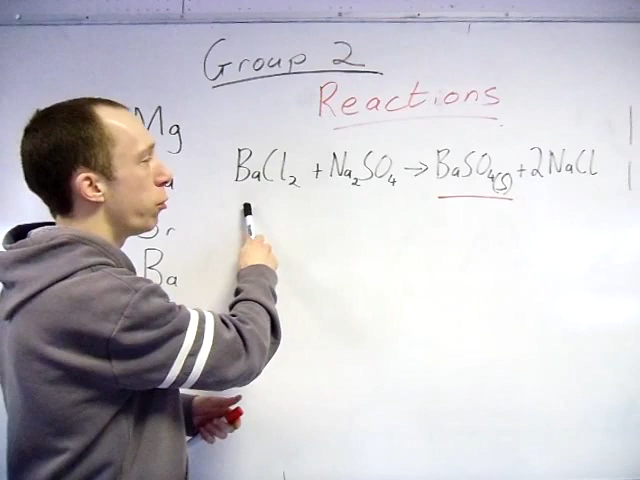 Group 2
Reactions
Mg
BaCl₂ + Na₂SO₄ → BaSO₄(s) + 2NaCl
Ba